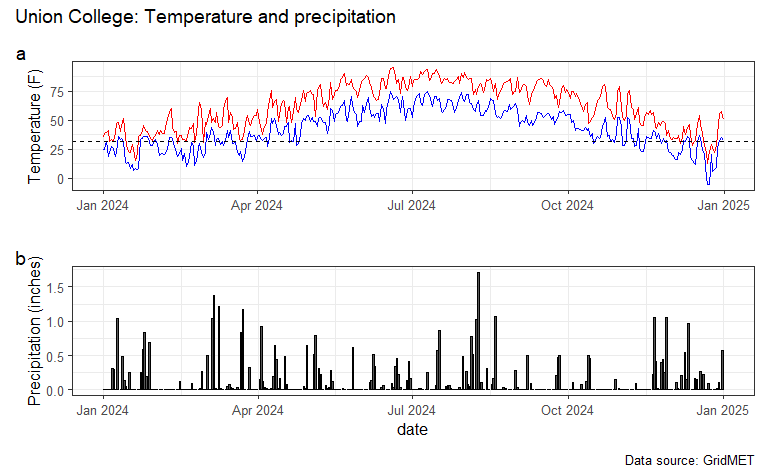 Union College: Temperature and precipitation
a
Temperature (F)
75
50
25
0
Jan 2024 Apr 2024 Jul 2024 Oct 2024 Jan 2025
b
Precipitation (inches)
1.5
1.0
0.5
0.0
Jan 2024 Apr 2024 Jul 2024 Oct 2024 Jan 2025
date
Data source: GridMET